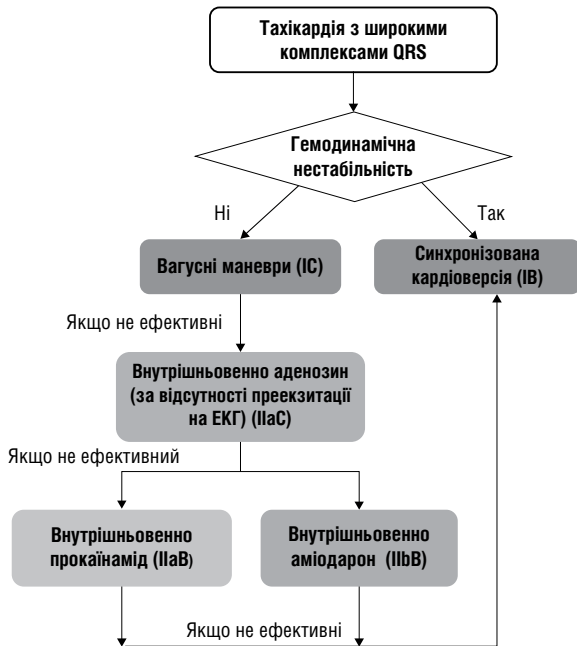 Тахікардія з широкими
комплексами QRS
Гемодинамічна
нестабільність
Ні
Так
Вагусні маневри (IC)
Синхронізована
кардіоверсія (IB)
Якщо не ефективні
Внутрішньовенно аденозин
(за відсутності преекзитації
на ЕКГ) (IIaC)
Якщо не ефективний
Внутрішньовенно
прокаїнамід (IIaB)
Внутрішньовенно
аміодарон (IIbB)
Якщо не ефективні